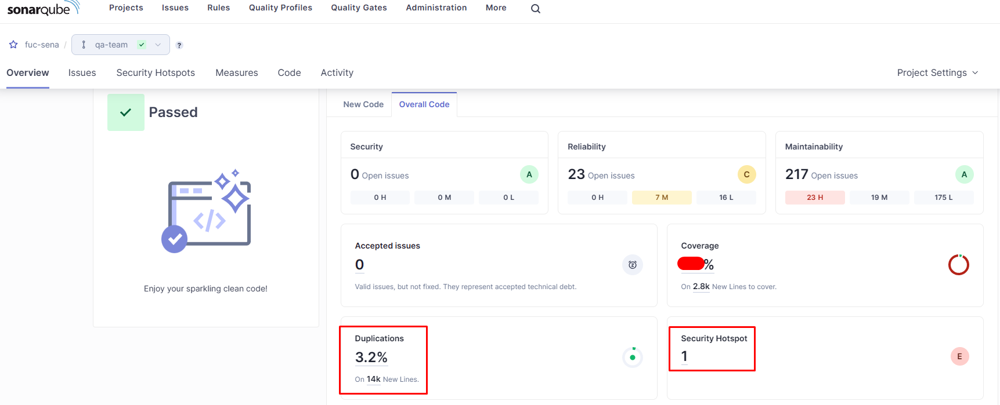 sonarqube Projects Issues Rules Quality Profiles Quality Gates Administration More
fuc-sena / qa-team ?
Overview Issues Security Hotspots Measures Code Activity Project Settings
Passed
Enjoy your sparkling clean code!
New Code Overall Code
Security
0 Open issues A
0 H 0 M 0 L
Reliability
23 Open issues C
0 H 7 M 16 L
Maintainability
217 Open issues A
23 H 19 M 175 L
Accepted issues
0
Valid issues, but not fixed. They represent accepted technical debt.
Coverage
%
On 2.8k New Lines to cover.
Duplications
3.2%
On 14k New Lines.
Security Hotspot
1
E